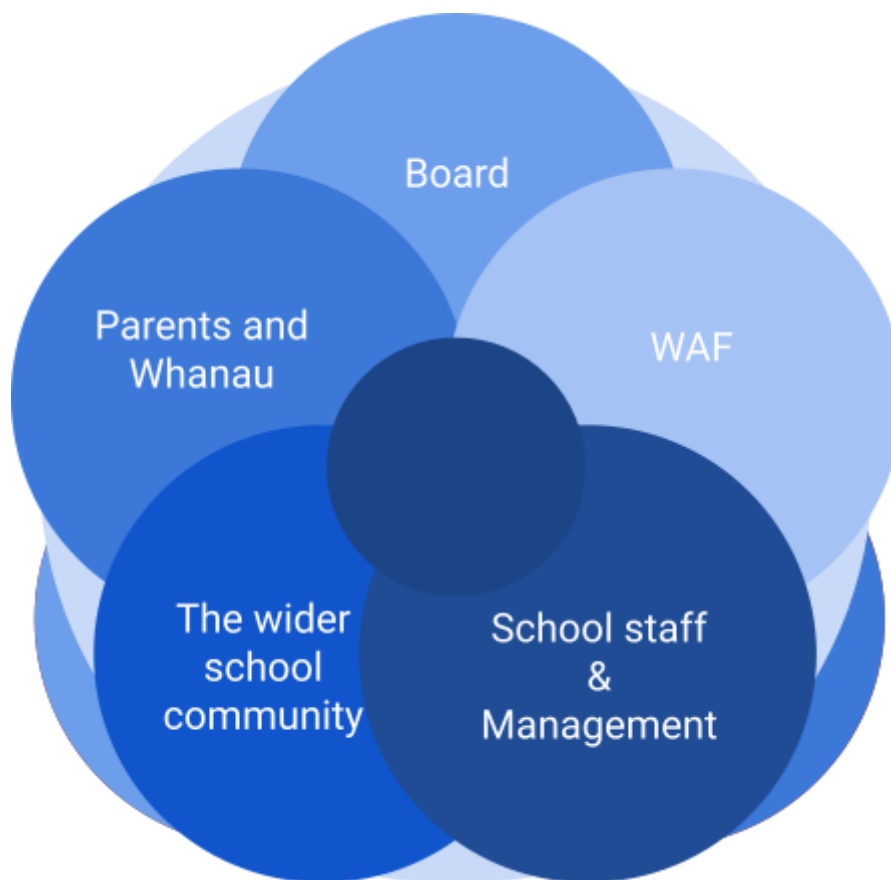 Board
Parents and
Whanau
WAF
The wider
school
community
School staff
&
Management